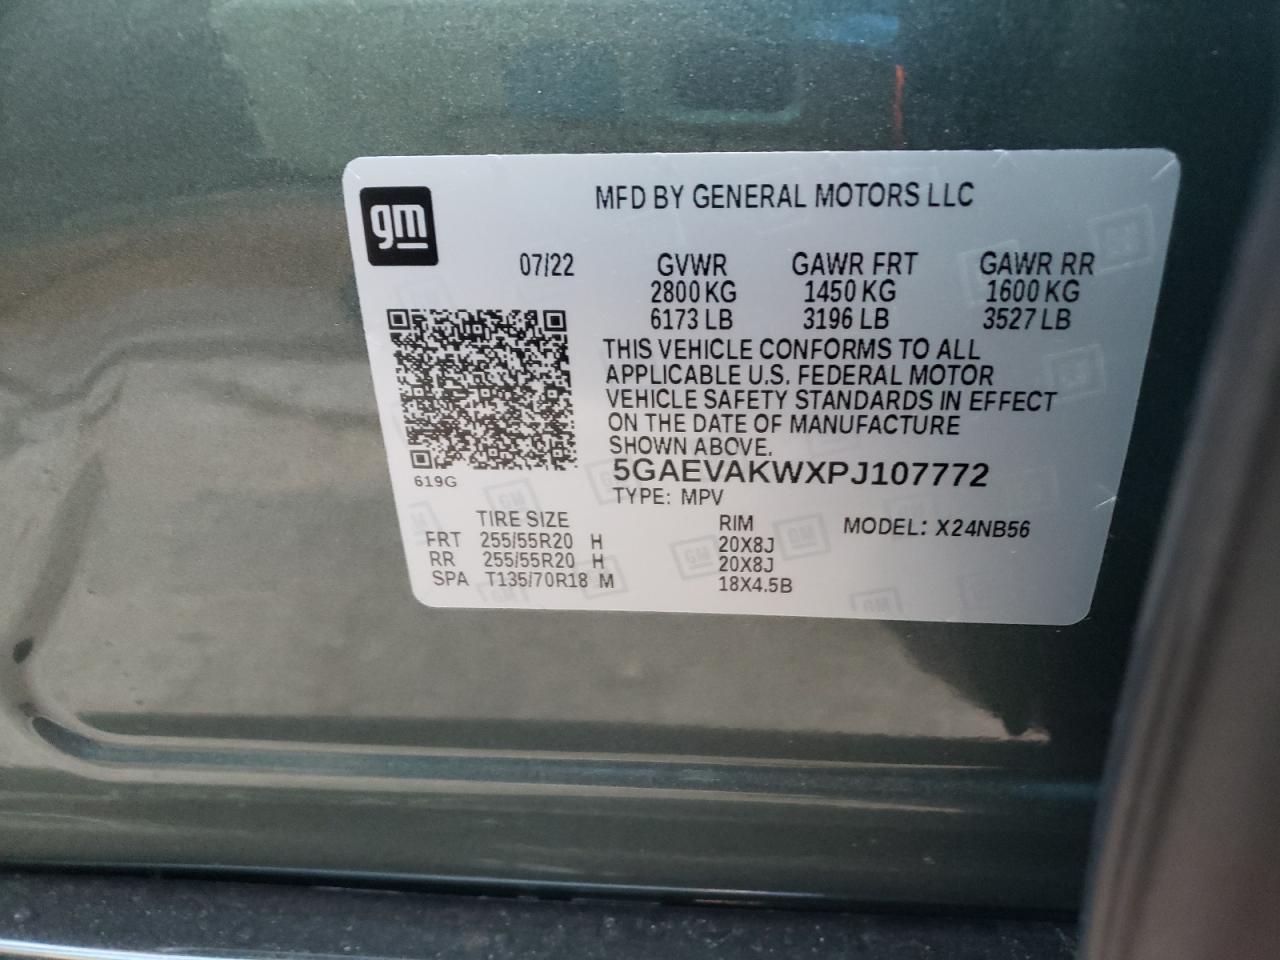 gm
MFD BY GENERAL MOTORS LLC
07/22 GVWR GAWR FRT GAWR RR
2800 KG 1450 KG 1600 KG
6173 LB 3196 LB 3527 LB
THIS VEHICLE CONFORMS TO ALL
APPLICABLE U.S. FEDERAL MOTOR
VEHICLE SAFETY STANDARDS IN EFFECT
ON THE DATE OF MANUFACTURE
SHOWN ABOVE.
5GAEVAKWXPJ107772
619G
TYPE: MPV
TIRE SIZE RIM MODEL: X24NB56
FRT 255/55R20 H 20X8J
RR 255/55R20 H 20X8J
SPA T135/70R18 M 18X4.5B